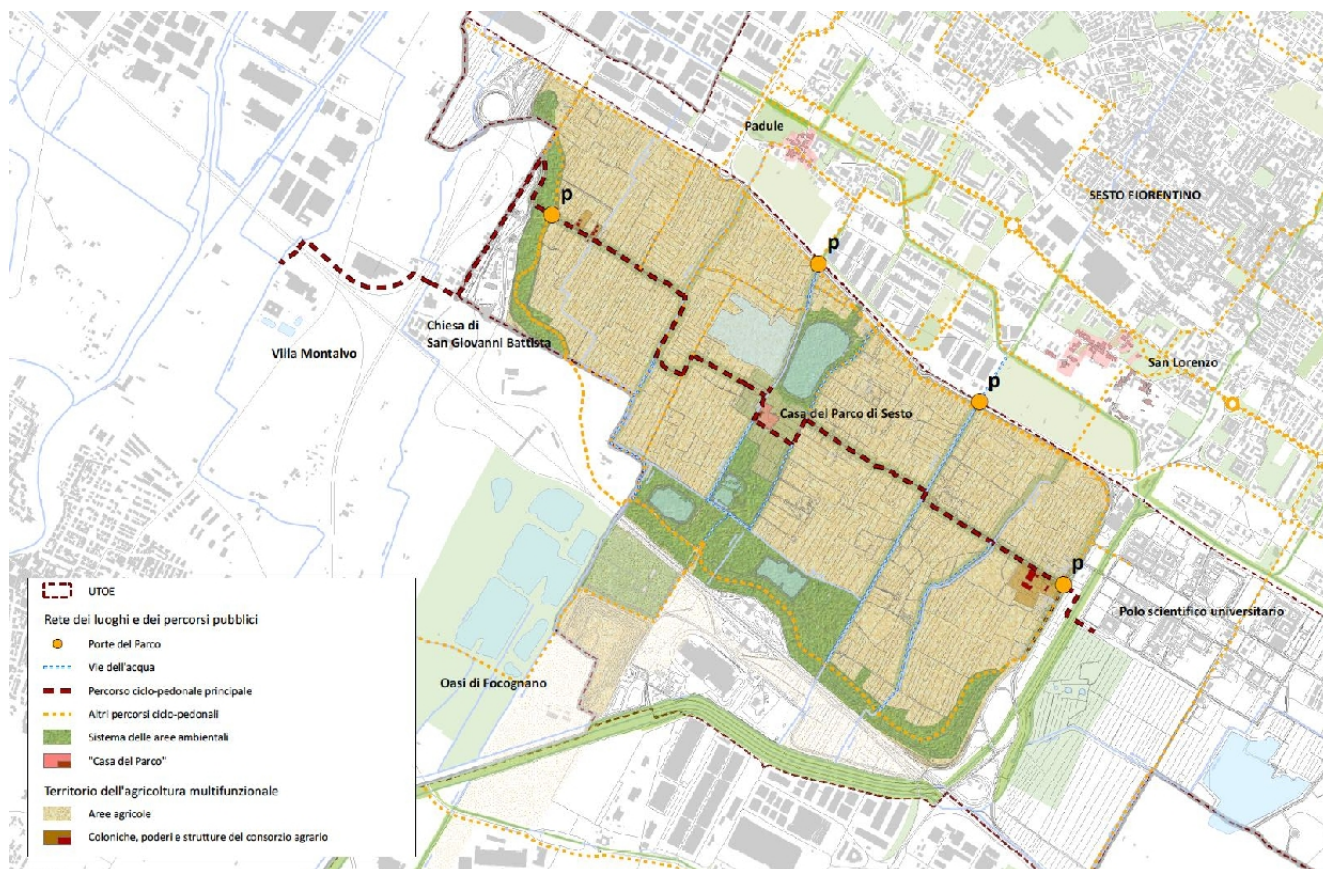 Padule
SESTO FIORENTINO
p
p
Chiesa di
San Giovanni Battista
Villa Montalvo
San Lorenzo
p
Casa del Parco di Sesto
p
Polo scientifico universitario
Oasi di Focognano
UTOE
Rete dei luoghi e dei percorsi pubblici
Porte del Parco
Vie dell'acqua
Percorso ciclo-pedonale principale
Altri percorsi ciclo-pedonali
Sistema delle aree ambientali
"Casa del Parco"
Territorio dell'agricoltura multifunzionale
Aree agricole
Coloniche, poderi e strutture del consorzio agrario